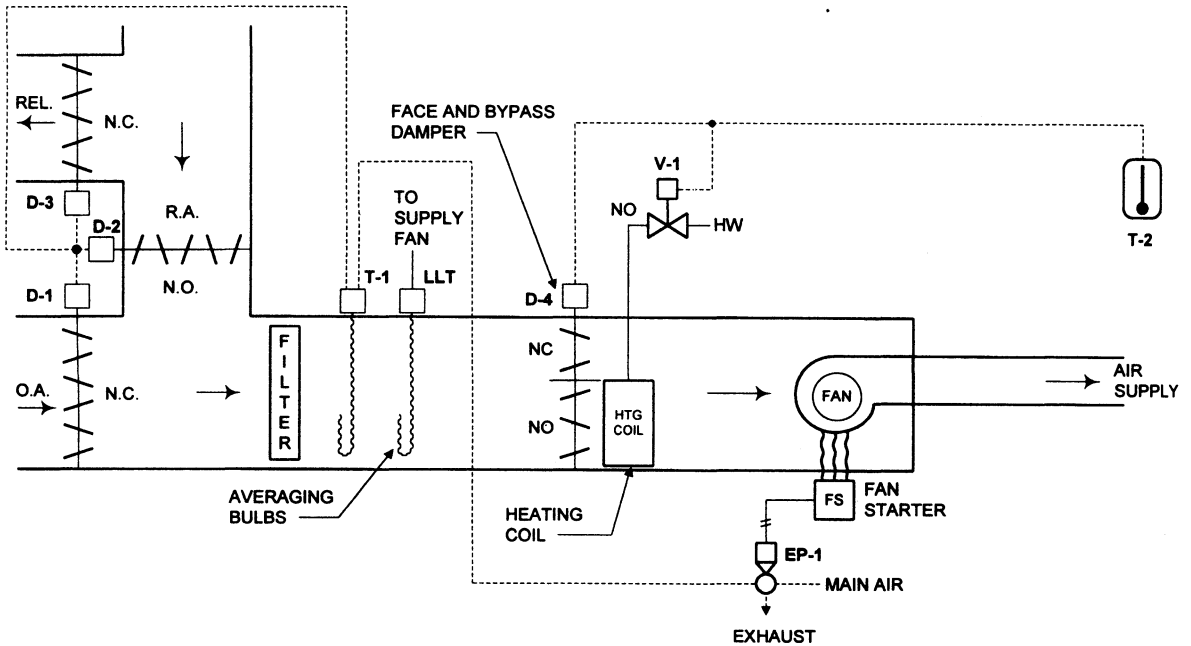 REL.
N.C.
D-3
D-2
R.A.
N.O.
D-1
O.A.
N.C.
FILTER
TO
SUPPLY
FAN
T-1
LLT
AVERAGING
BULBS
FACE AND BYPASS
DAMPER
D-4
NC
NO
V-1
NO
HW
HTG
COIL
HEATING
COIL
T-2
FAN
AIR
SUPPLY
FS
FAN
STARTER
EP-1
MAIN AIR
EXHAUST